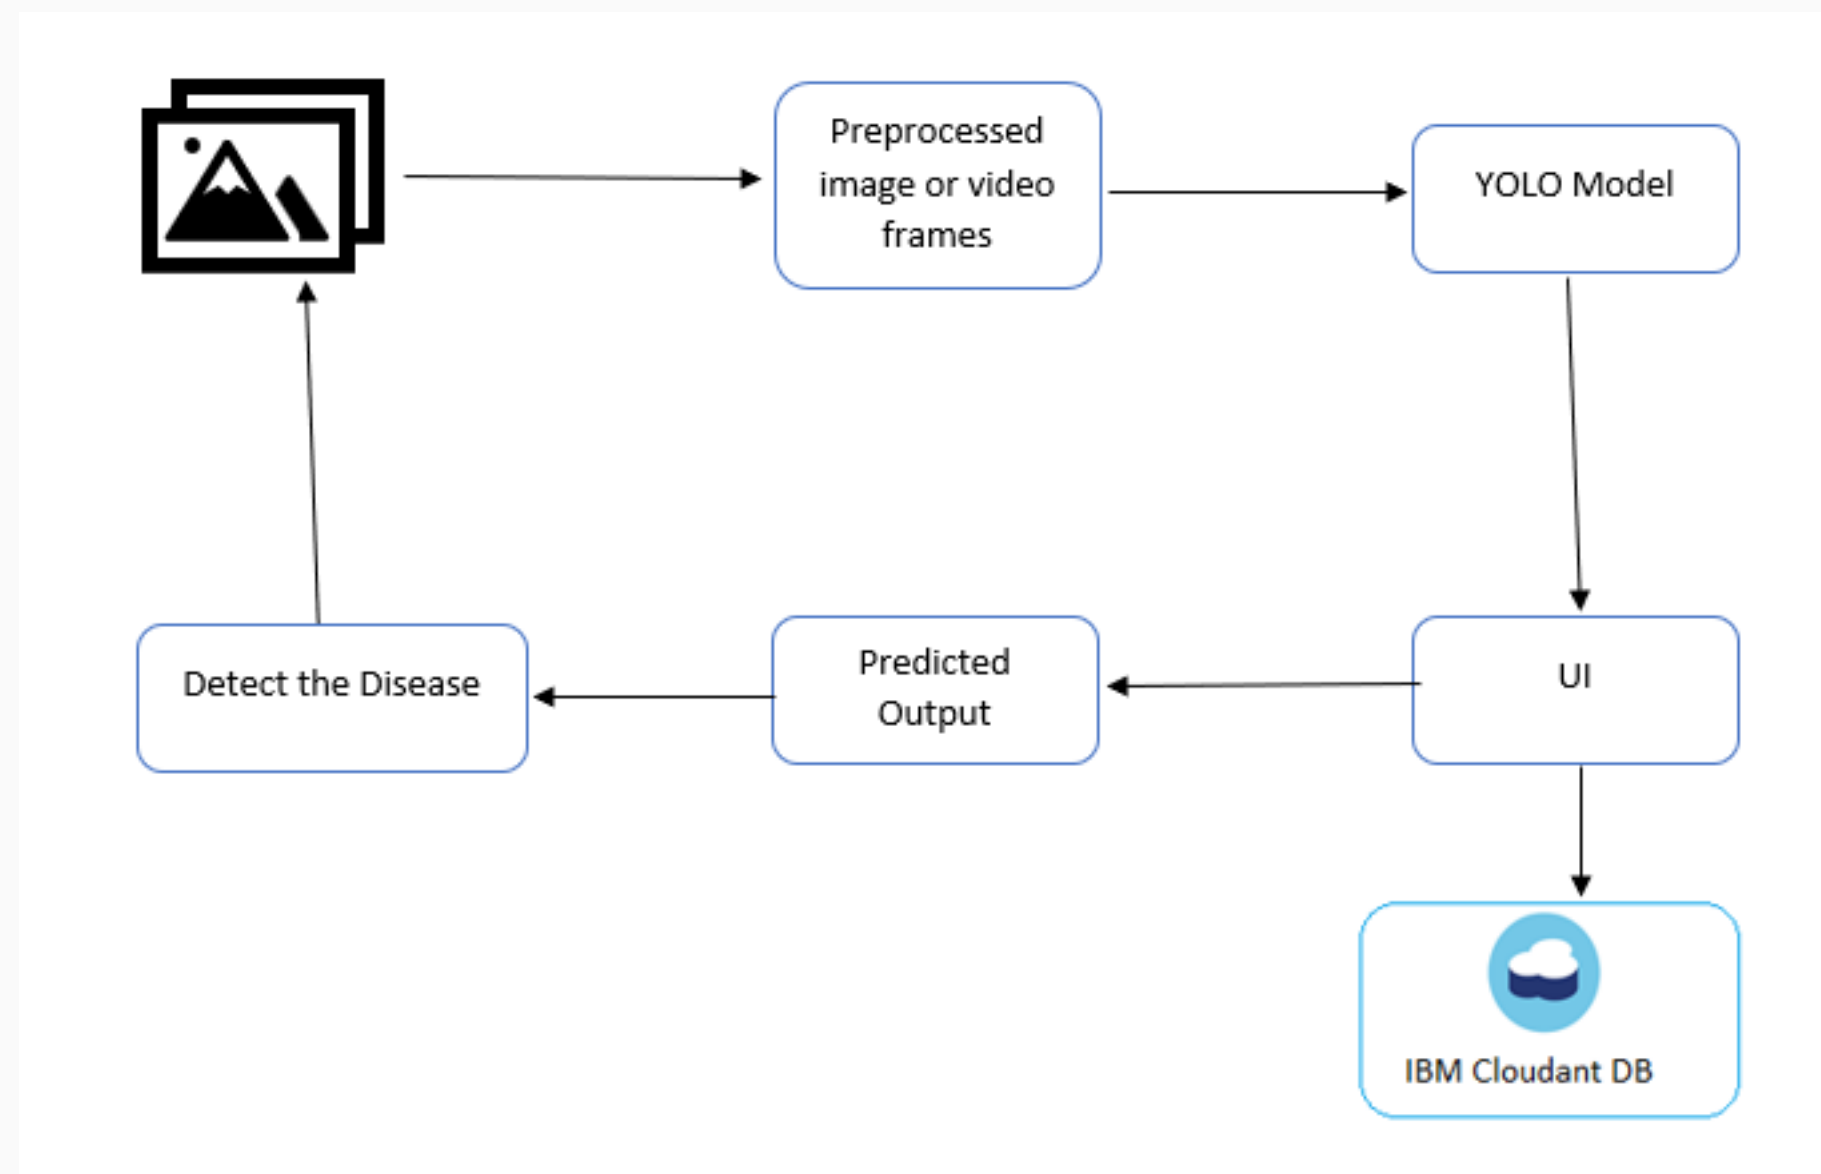 Preprocessed
image or video
frames
YOLO Model
Detect the Disease
Predicted
Output
UI
IBM Cloudant DB